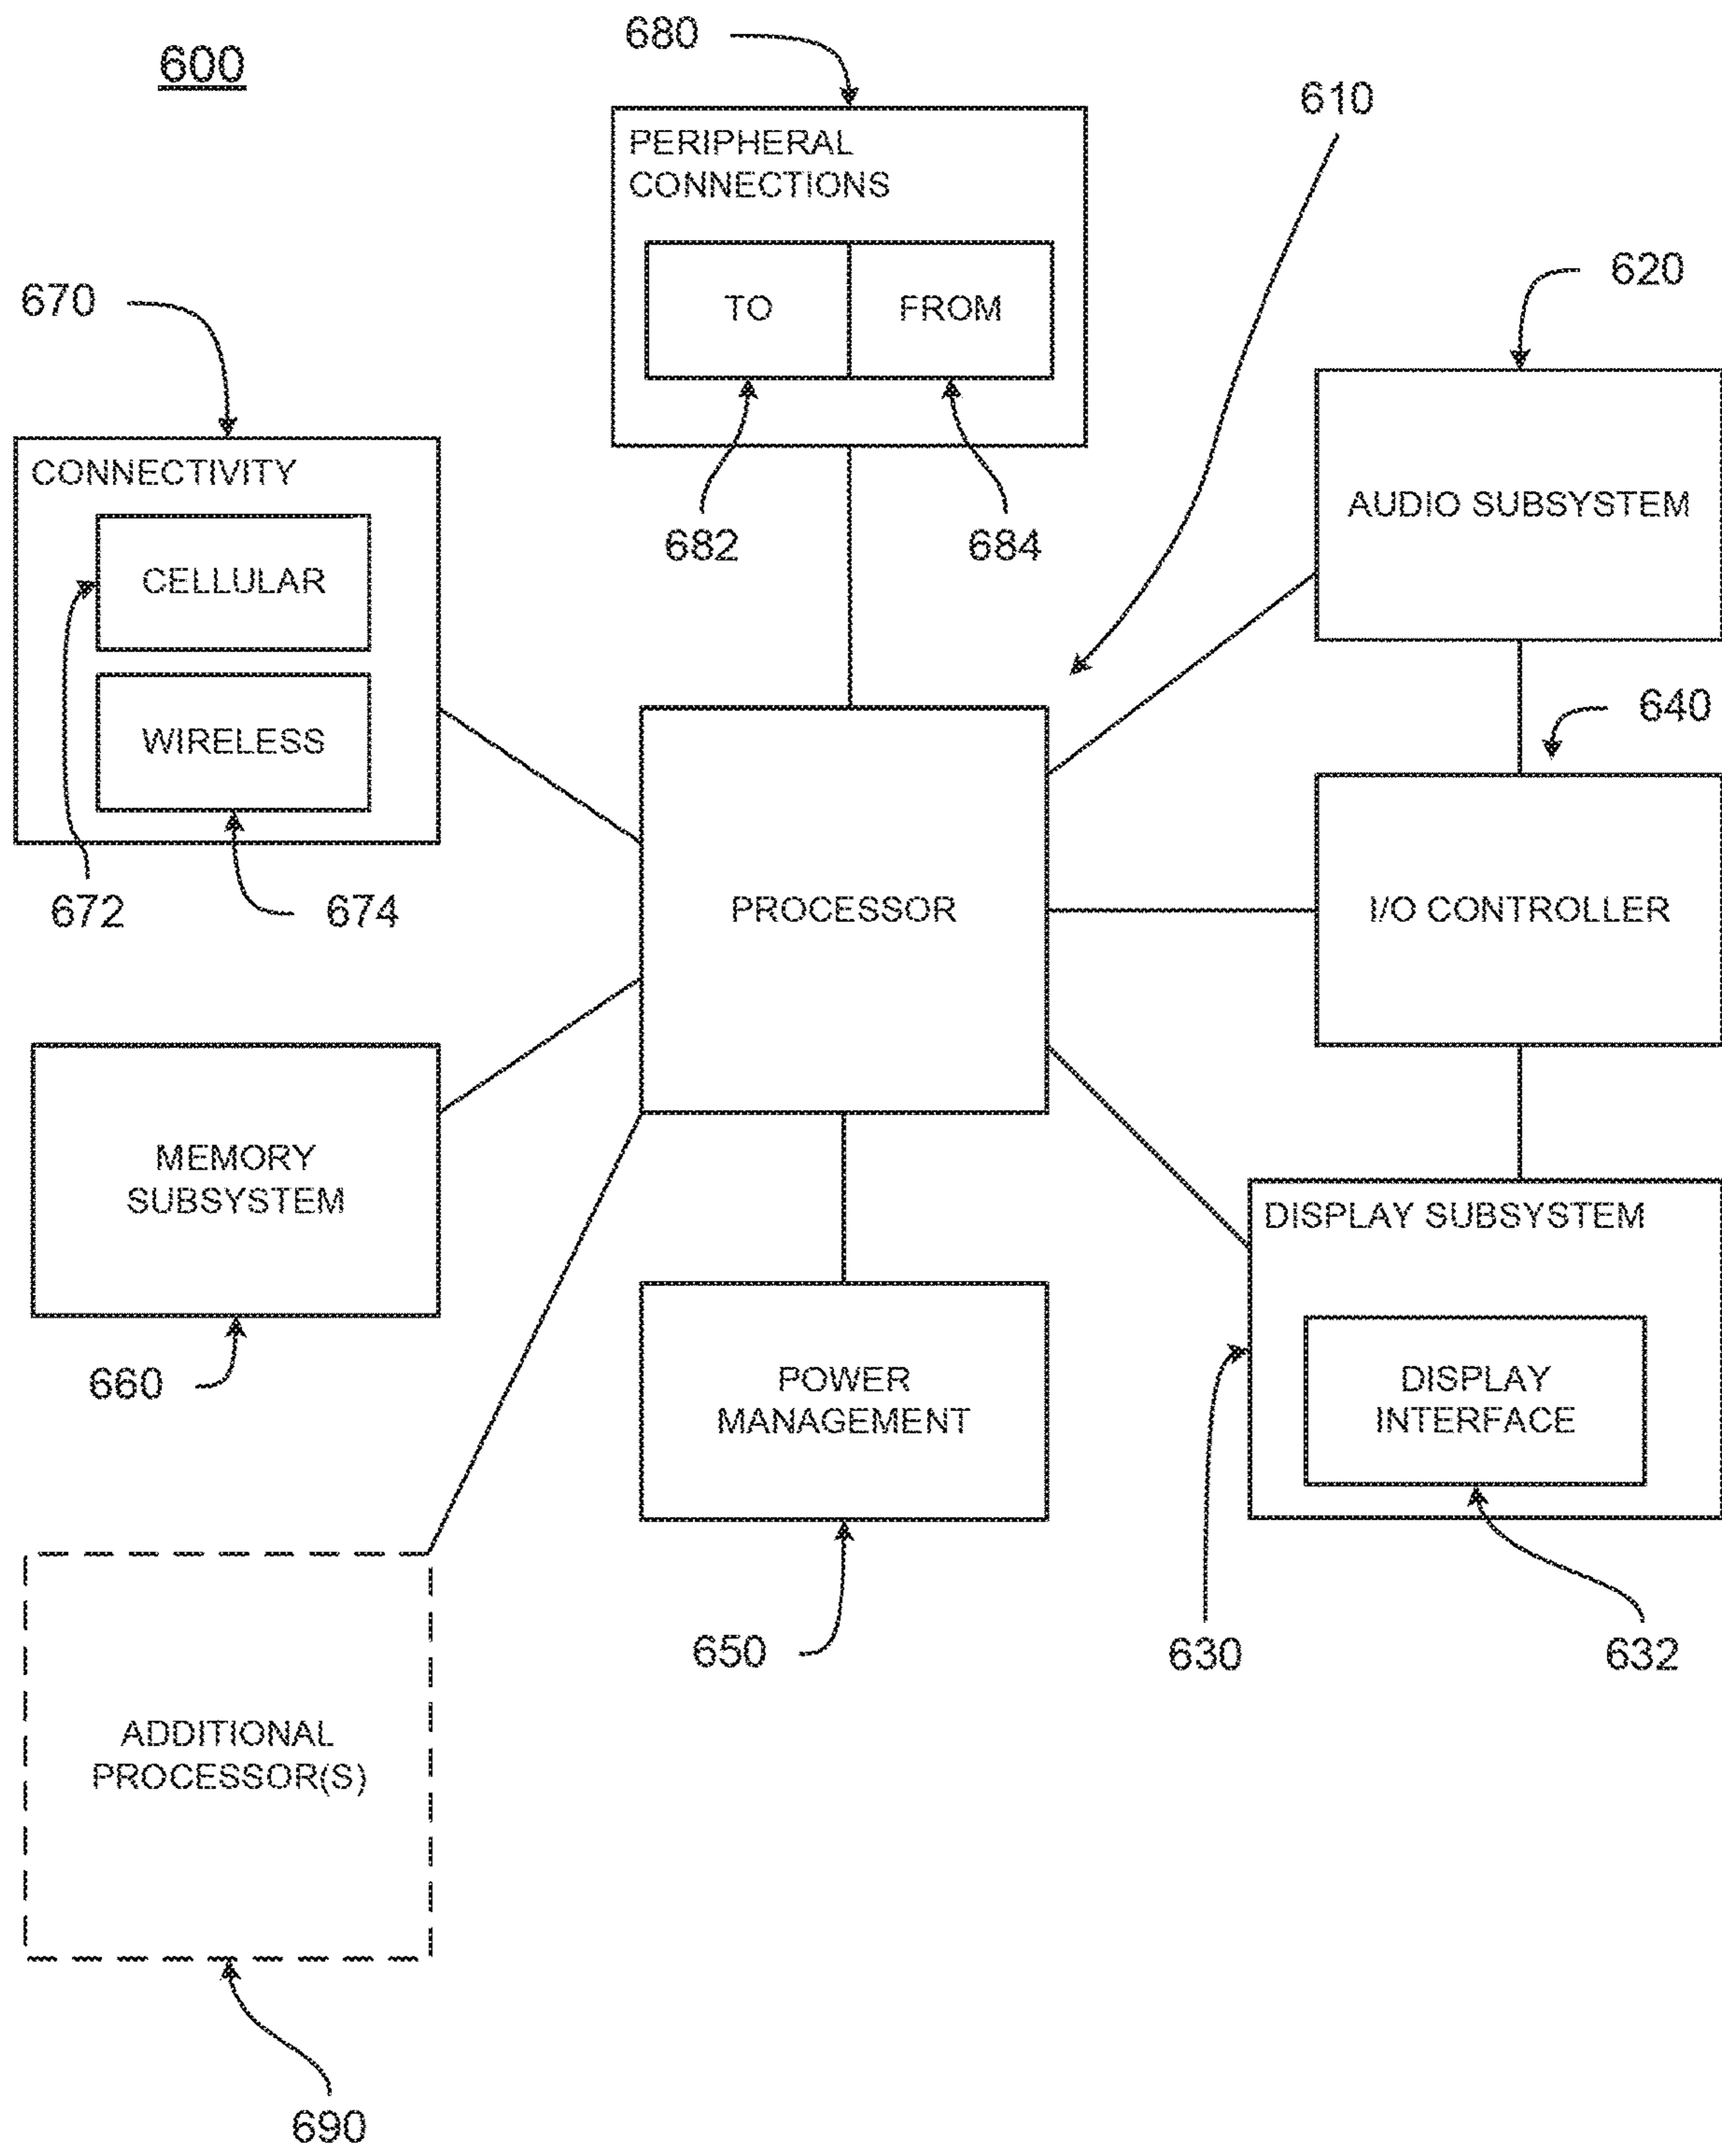 600
680
610
PERIPHERAL
CONNECTIONS
TO
FROM
682
684
670
CONNECTIVITY
CELLULAR
WIRELESS
672
674
620
AUDIO SUBSYSTEM
640
PROCESSOR
I/O CONTROLLER
MEMORY
SUBSYSTEM
660
POWER
MANAGEMENT
650
DISPLAY SUBSYSTEM
DISPLAY
INTERFACE
630
632
ADDITIONAL
PROCESSOR(S)
690